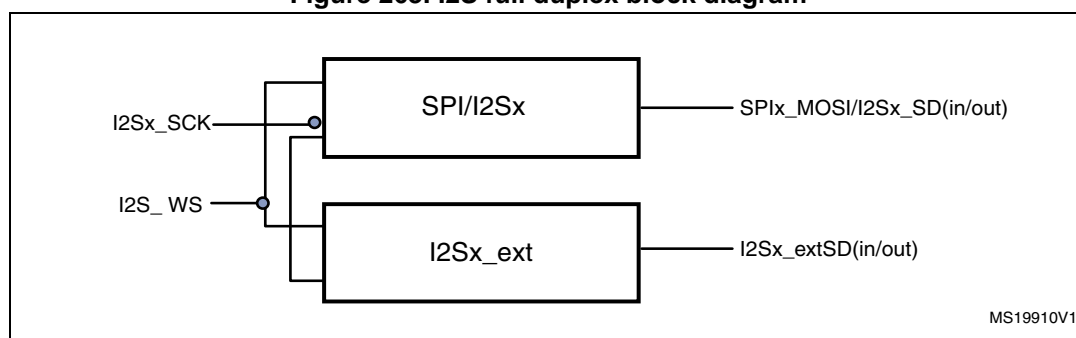 Figure I2S full duplex block diagram
SPI/I2Sx
SPIx_MOSI/I2Sx_SD(in/out)
I2Sx_SCK
I2S_ WS
I2Sx_ext
I2Sx_extSD(in/out)
MS19910V1